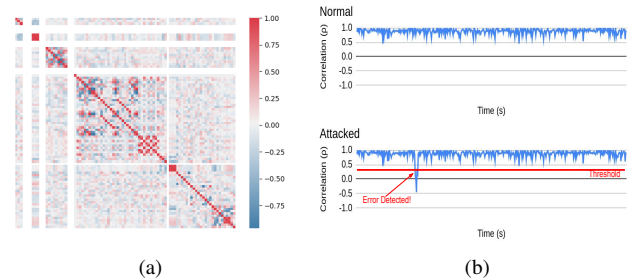 1.00
0.75
0.50
0.25
0.00
−0.25
−0.50
−0.75
(a)
Normal
Correlation (ρ)
1.0
0.5
0.0
-0.5
-1.0
Time (s)
Attacked
Correlation (ρ)
1.0
0.5
0.0
-0.5
-1.0
Threshold
Error Detected!
Time (s)
(b)